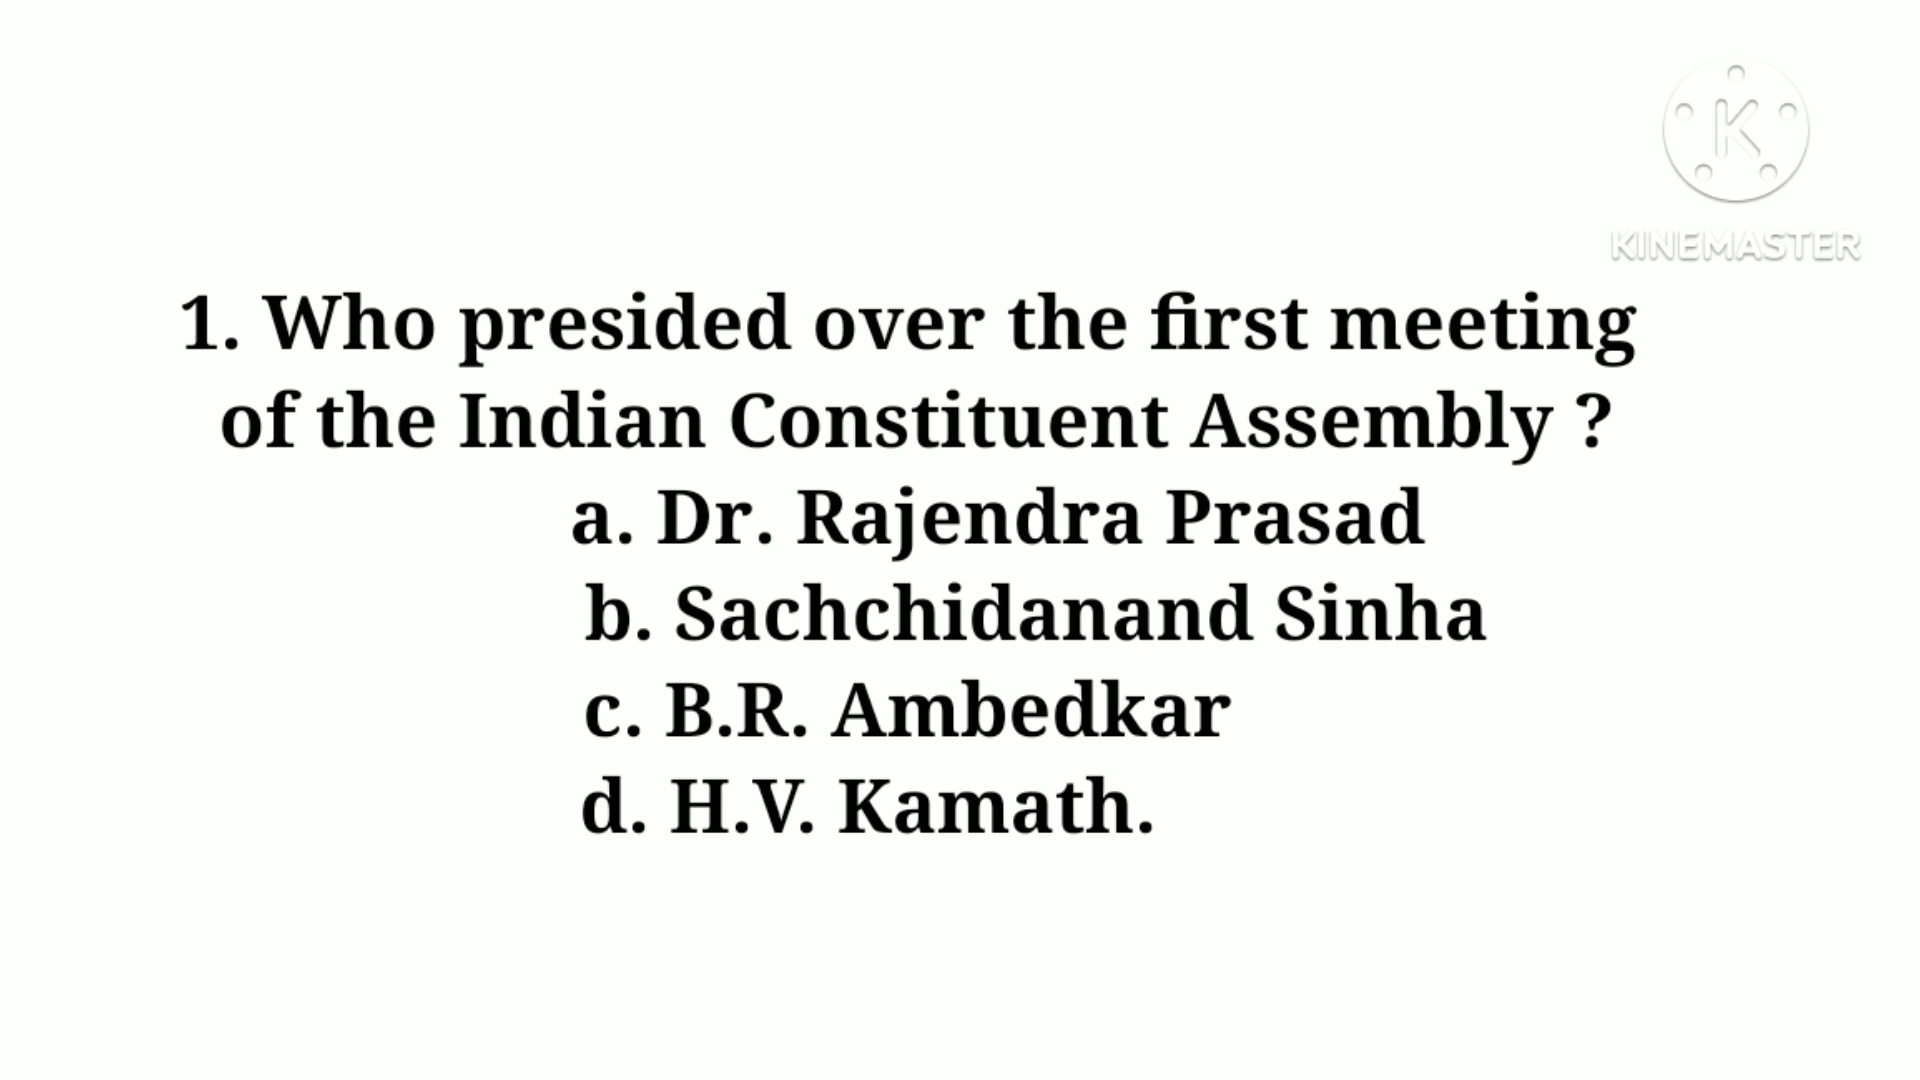 K
KINEMASTER
1. Who presided over the first meeting
of the Indian Constituent Assembly ?
a. Dr. Rajendra Prasad
b. Sachchidanand Sinha
c. B.R. Ambedkar
d. H.V. Kamath.